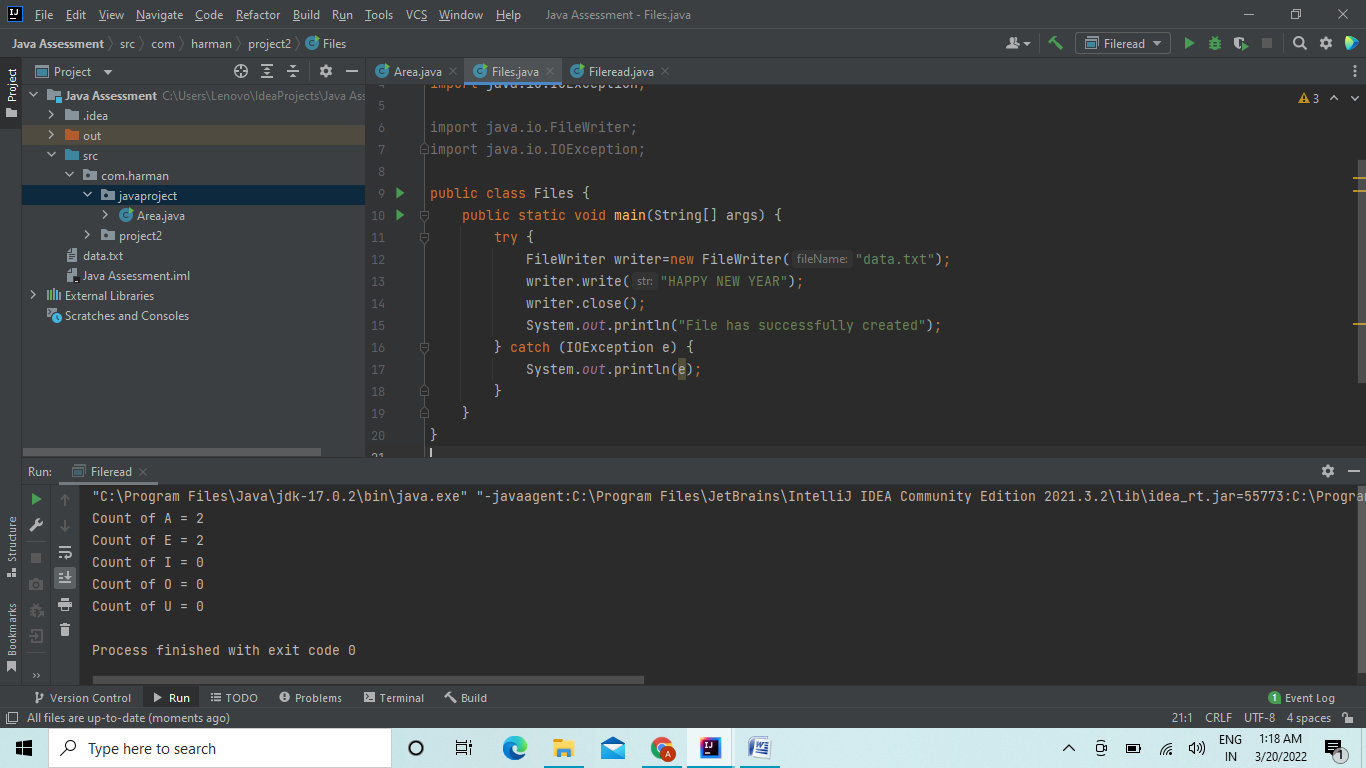 File Edit View Navigate Code Refactor Build Run Tools VCS Window Help Java Assessment - Files.java
Java Assessment src com harman project2 Files Fileread
Project Area.java Files.java Fileread.java
Project
Java Assessment C:\Users\Lenovo\IdeaProjects\Java Ass
.idea
out
src
com.harman
javaproject
Area.java
project2
data.txt
Java Assessment.iml
External Libraries
Scratches and Consoles
4 import java.io.IOException;
3
5
6 import java.io.FileWriter;
7 import java.io.IOException;
8
9 public class Files {
10 public static void main(String[] args) {
11 try {
12 FileWriter writer=new FileWriter( fileName: "data.txt");
13 writer.write( str: "HAPPY NEW YEAR");
14 writer.close();
15 System.out.println("File has successfully created");
16 } catch (IOException e) {
17 System.out.println(e);
18 }
19 }
20 }
21
Run: Fileread
"C:\Program Files\Java\jdk-17.0.2\bin\java.exe" "-javaagent:C:\Program Files\JetBrains\IntelliJ IDEA Community Edition 2021.3.2\lib\idea_rt.jar=55773:C:\Progra
Count of A = 2
Count of E = 2
Count of I = 0
Count of O = 0
Count of U = 0
Process finished with exit code 0
Structure
Bookmarks
Version Control Run TODO Problems Terminal Build 1 Event Log
All files are up-to-date (moments ago) 21:1 CRLF UTF-8 4 spaces
Type here to search
ENG
IN
1:18 AM
3/20/2022
1